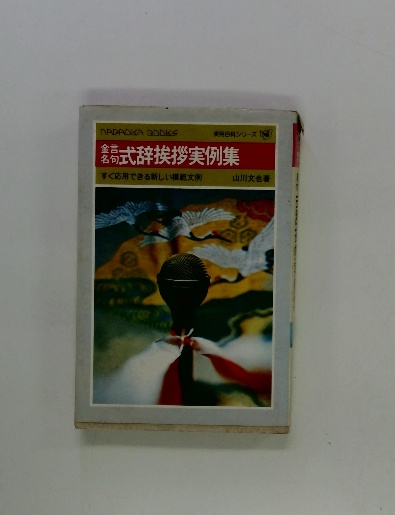 NAGAOKA BOOKS 実用百科シリーズ
金言名句 式辞挨拶実例集
すぐ応用できる新しい模範文例 山川文也著